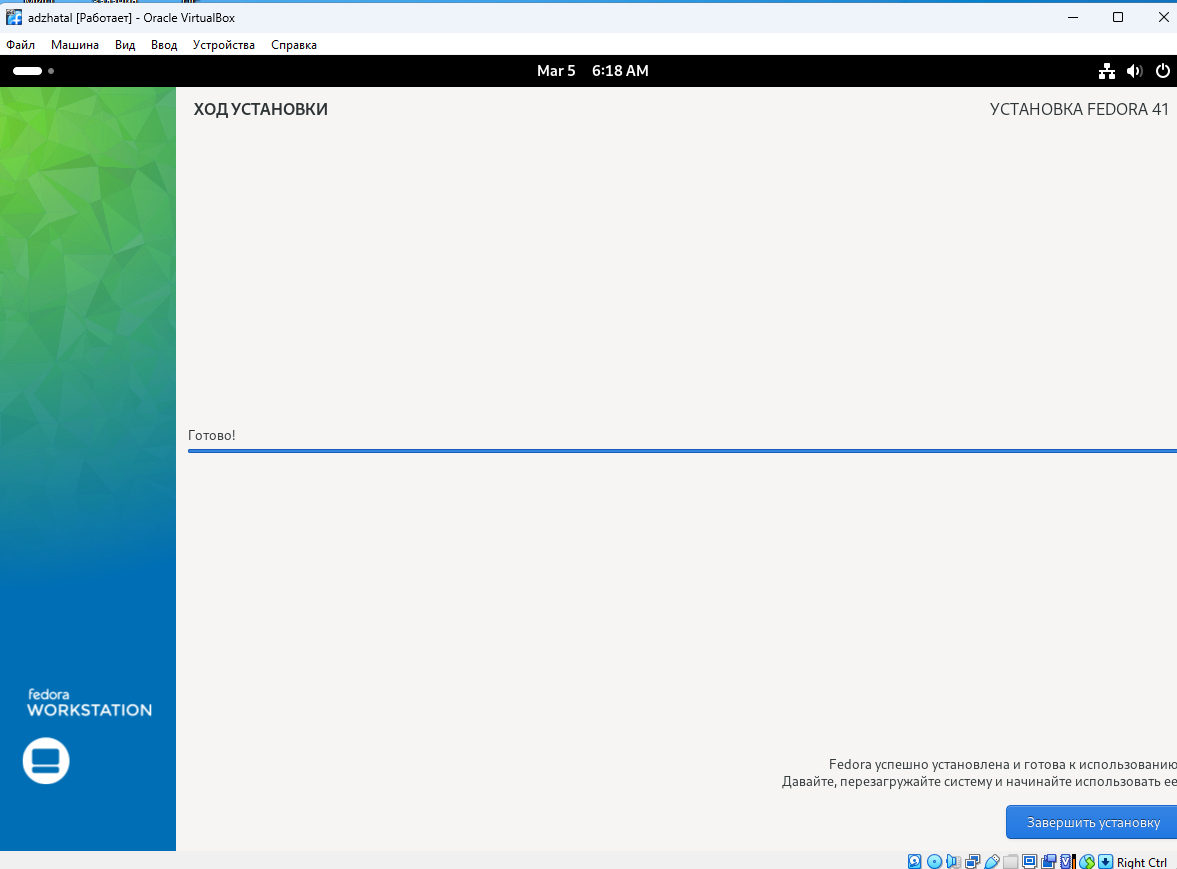 adzhatal [Работает] - Oracle VirtualBox
Файл Машина Вид Ввод Устройства Справка
Mar 5 6:18 AM
ХОД УСТАНОВКИ
УСТАНОВКА FEDORA 41
Готово!
fedora
WORKSTATION
Fedora успешно установлена и готова к использованию
Давайте, перезагружайте систему и начинайте использовать ее
Завершить установку
Right Ctrl